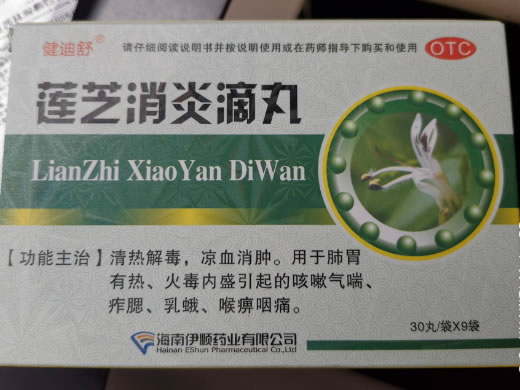 健迪舒®
请仔细阅读说明书并按说明使用或在药师指导下购买和使用
OTC
莲芝消炎滴丸
LianZhi XiaoYan DiWan
【功能主治】清热解毒，凉血消肿。用于肺胃
有热、火毒内盛引起的咳嗽气喘、
痄腮、乳蛾、喉痹咽痛。
海南伊顺药业有限公司
Hainan EShun Pharmaceutical Co.,Ltd.
30丸/袋X9袋